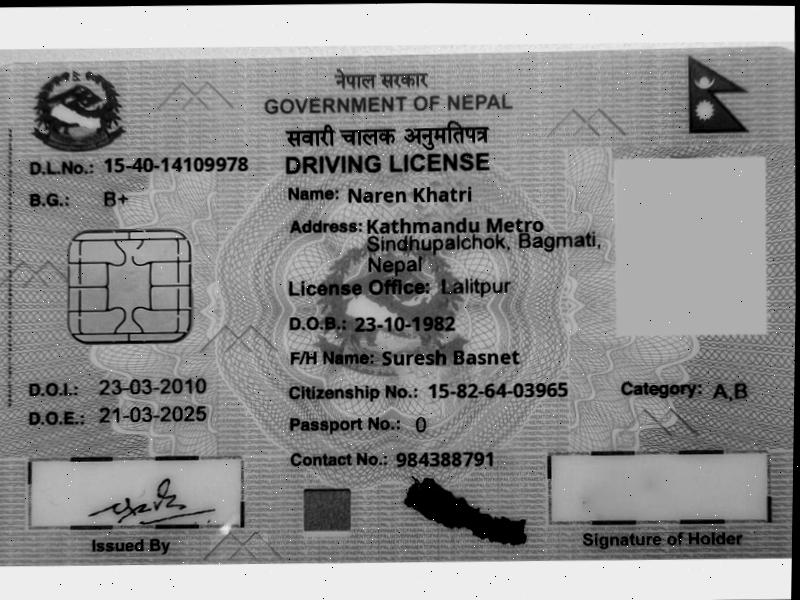 नेपाल सरकार
GOVERNMENT OF NEPAL
सवारी चालक अनुमतिपत्र
DRIVING LICENSE
D.L.No.: 15-40-14109978
B.G.: B+
Name: Naren Khatri
Address: Kathmandu Metro
Sindhupalchok, Bagmati,
Nepal
License Office: Lalitpur
D.O.B.: 23-10-1982
F/H Name: Suresh Basnet
D.O.I.: 23-03-2010
Citizenship No.: 15-82-64-03965
Category: A,B
D.O.E.: 21-03-2025
Passport No.: 0
Contact No.: 984388791
Issued By
Signature of Holder